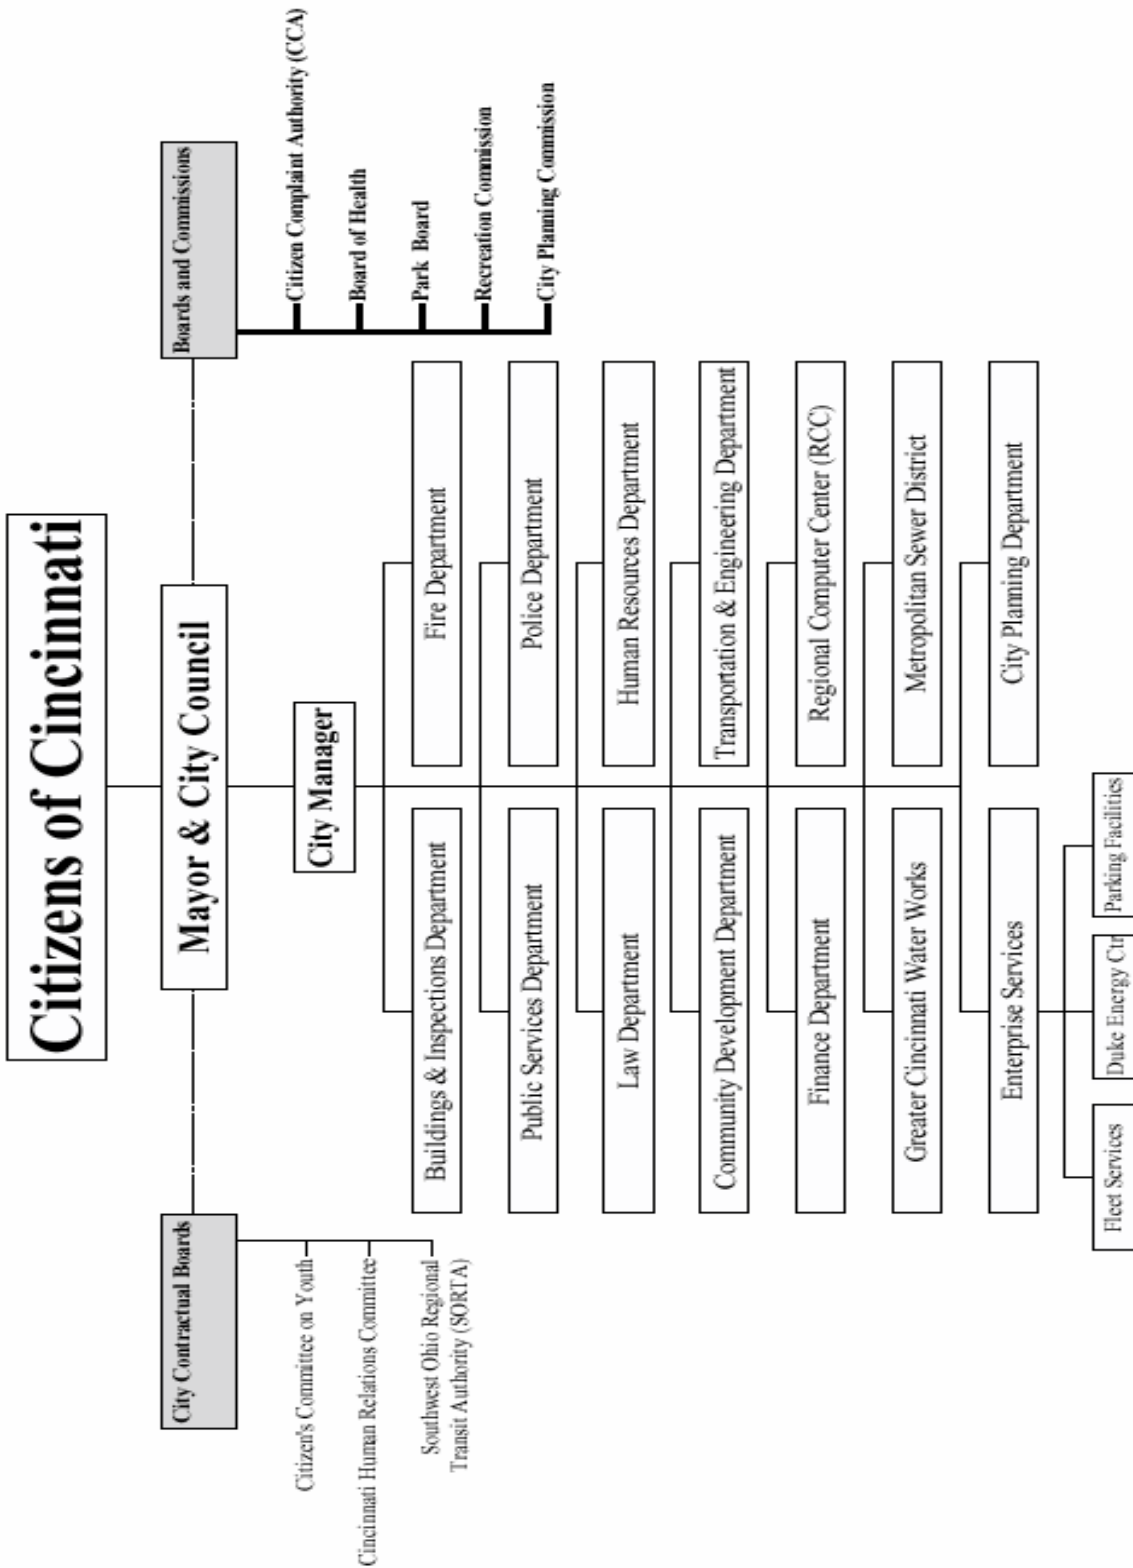 Citizens of Cincinnati
City Contractual Boards
Mayor & City Council
Boards and Commissions
Citizen's Committee on Youth
Cincinnati Human Relations Committee
Southwest Ohio Regional
Transit Authority (SORTA)
City Manager
Citizen Complaint Authority (CCA)
Board of Health
Park Board
Recreation Commission
City Planning Commission
Buildings & Inspections Department
Fire Department
Public Services Department
Police Department
Law Department
Human Resources Department
Community Development Department
Transportation & Engineering Department
Finance Department
Regional Computer Center (RCC)
Greater Cincinnati Water Works
Metropolitan Sewer District
Enterprise Services
City Planning Department
Fleet Services
Duke Energy Ctr
Parking Facilities